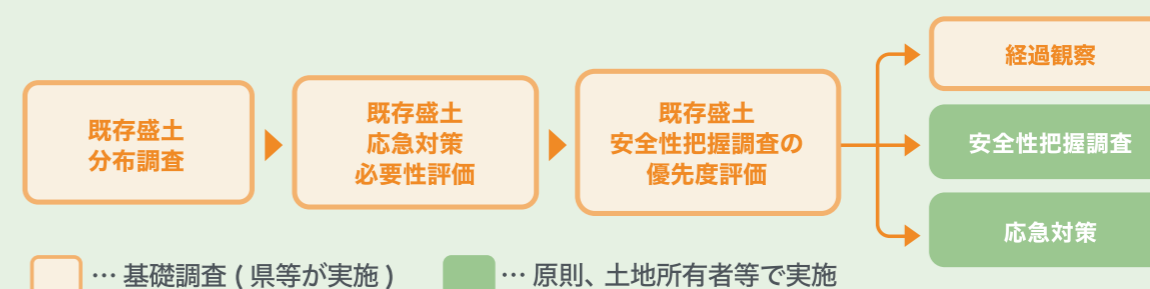 既存盛土
分布調査
既存盛土
応急対策
必要性評価
既存盛土
安全性把握調査の
優先度評価
経過観察
安全性把握調査
応急対策
… 基礎調査 ( 県等が実施 )
… 原則、土地所有者等で実施